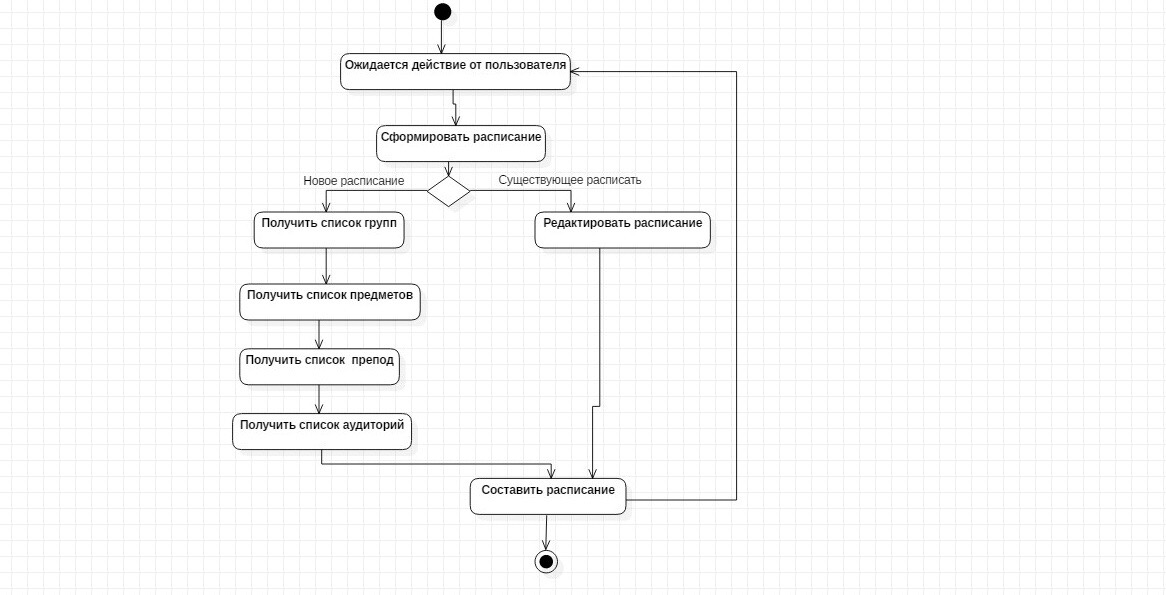 Ожидается действие от пользователя
Сформировать расписание
Новое расписание
Существующее расписать
Получить список групп
Редактировать расписание
Получить список предметов
Получить список препод
Получить список аудиторий
Составить расписание